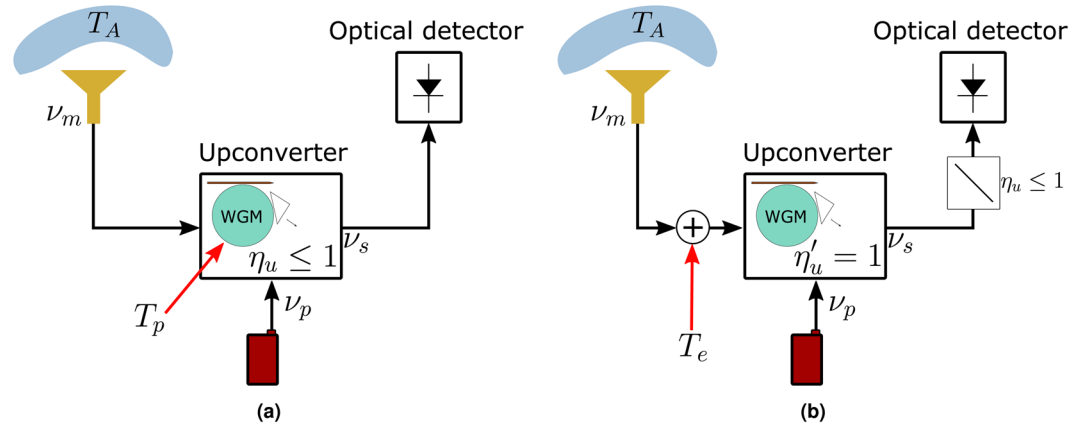 T_A
Optical detector
ν_m
Upconverter
WGM
η_u ≤ 1
ν_s
T_p
ν_p
(a)
T_A
Optical detector
ν_m
Upconverter
η_u ≤ 1
WGM
η'_u = 1
ν_s
T_e
ν_p
(b)